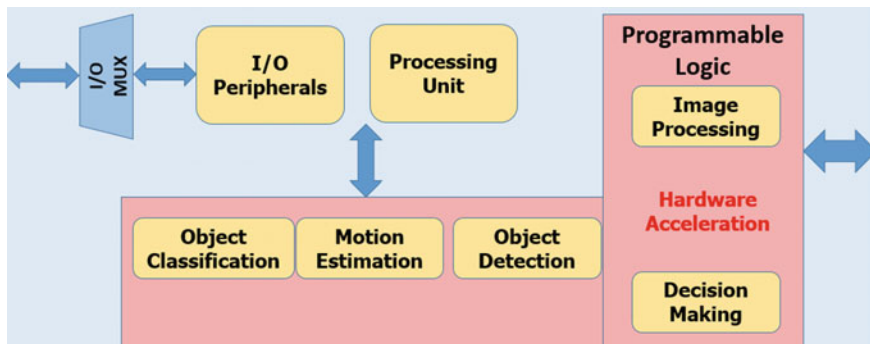 I/O
MUX
I/O
Peripherals
Processing
Unit
Programmable
Logic
Image
Processing
Hardware
Acceleration
Object
Classification
Motion
Estimation
Object
Detection
Decision
Making